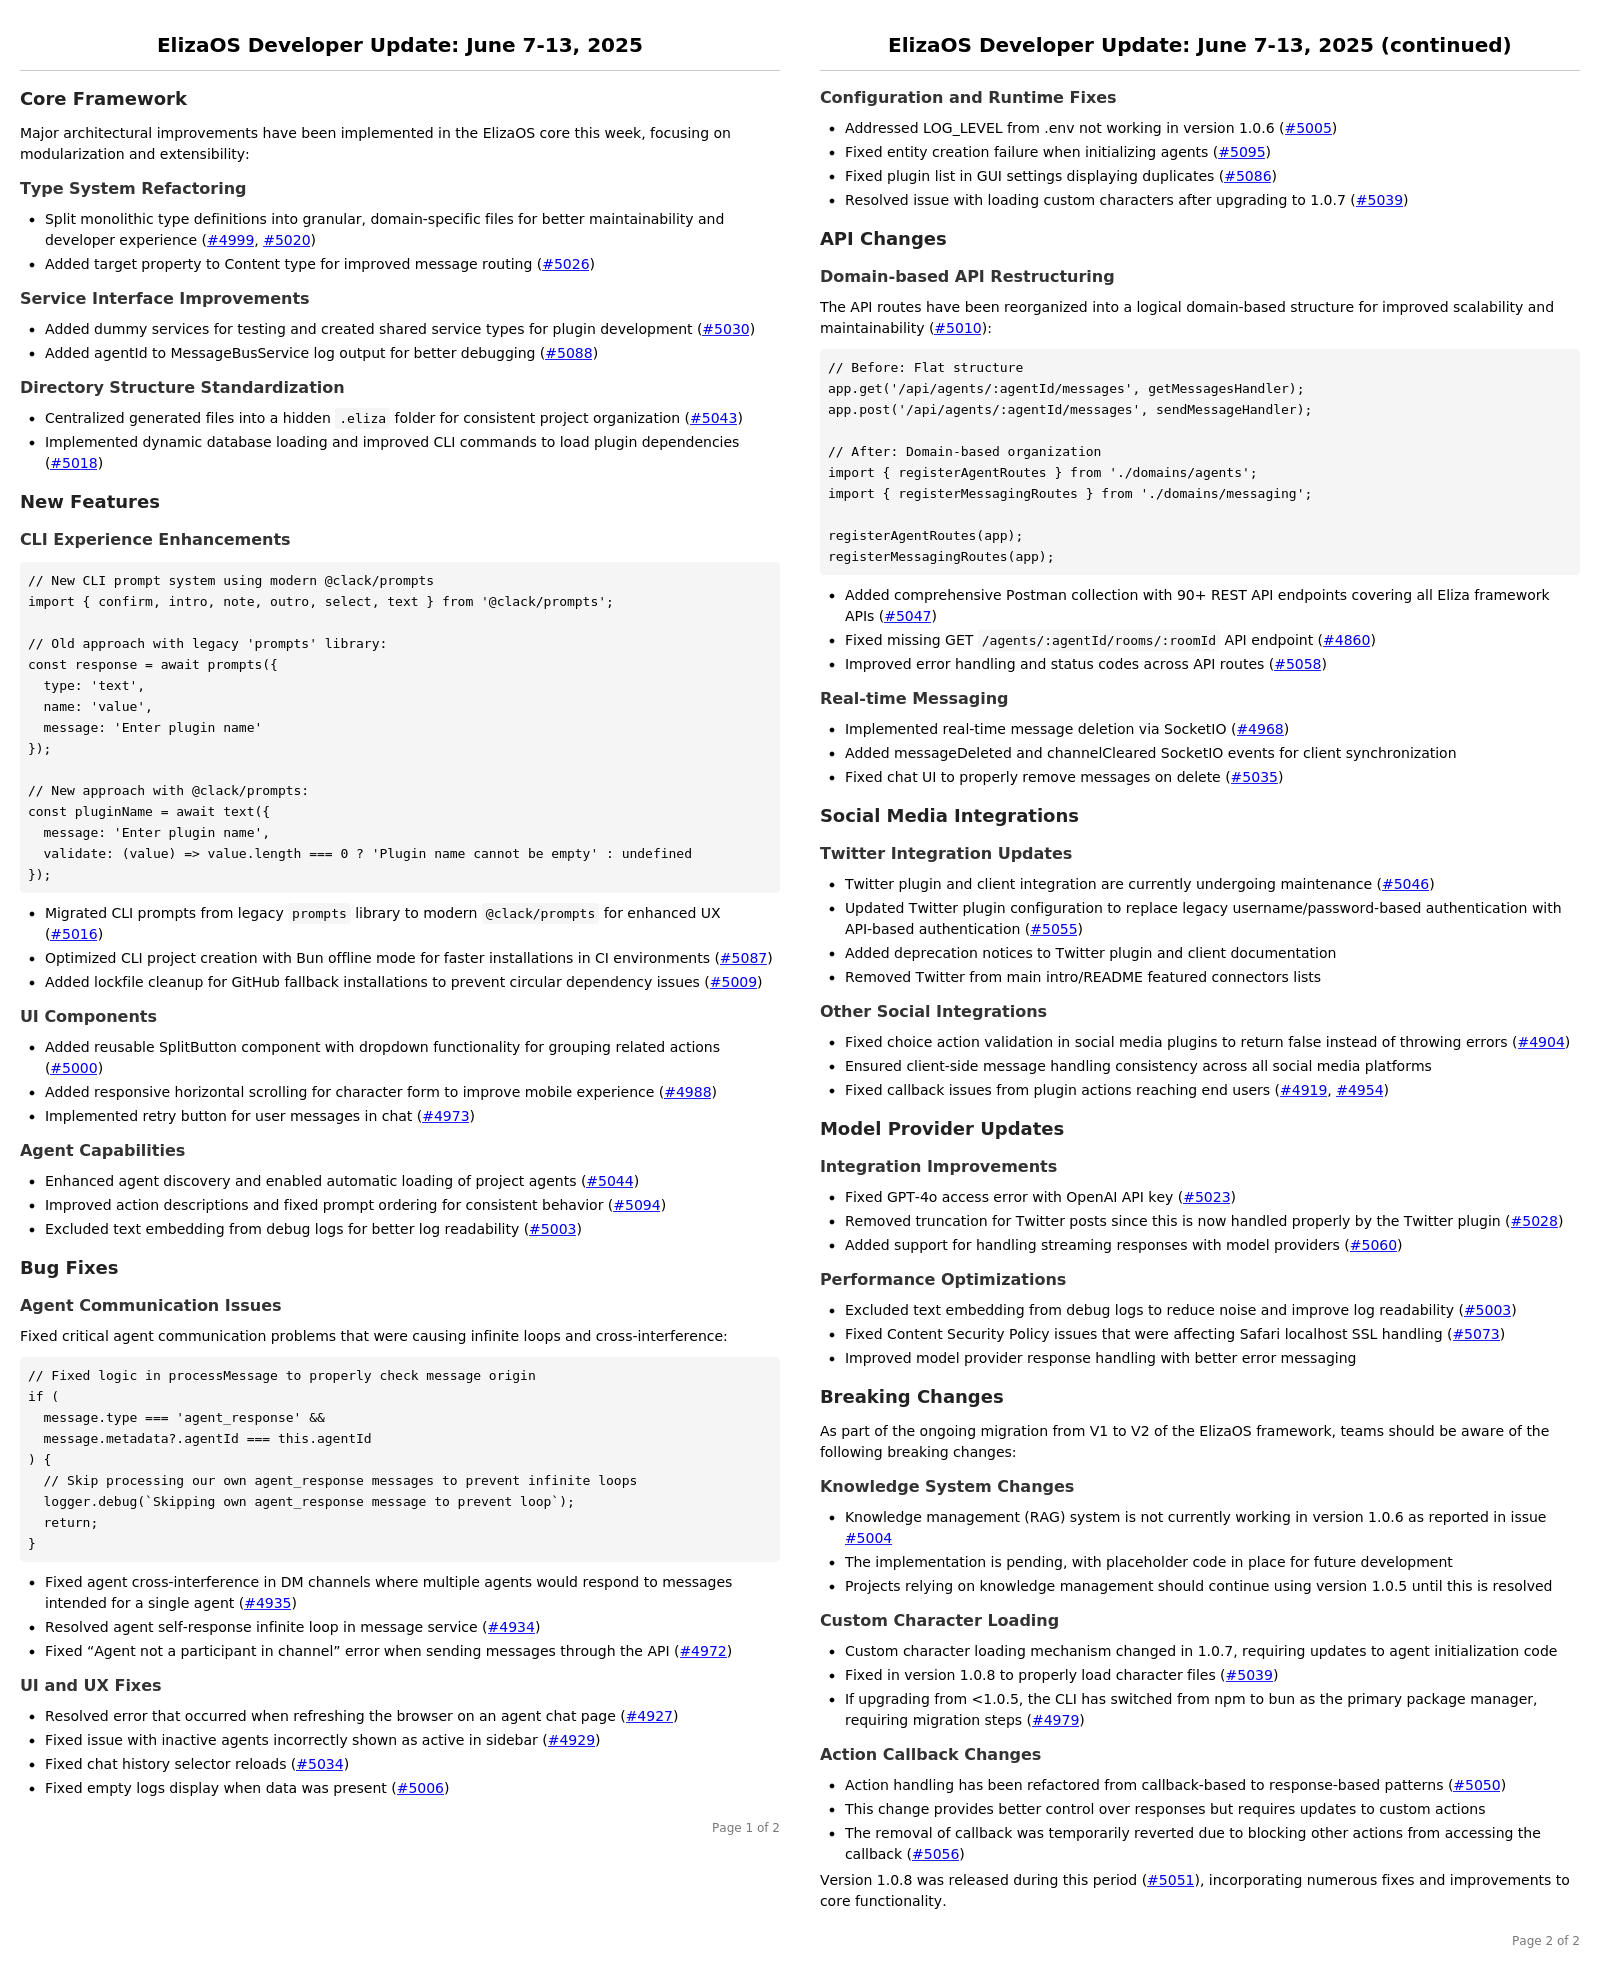 ElizaOS Developer Update: June 7-13, 2025
Core Framework
Major architectural improvements have been implemented in the ElizaOS core this week, focusing on
modularization and extensibility:
Type System Refactoring
• Split monolithic type definitions into granular, domain-specific files for better maintainability and
developer experience (#4999, #5020)
• Added target property to Content type for improved message routing (#5026)
Service Interface Improvements
• Added dummy services for testing and created shared service types for plugin development (#5030)
• Added agentId to MessageBusService log output for better debugging (#5088)
Directory Structure Standardization
• Centralized generated files into a hidden .eliza folder for consistent project organization (#5043)
• Implemented dynamic database loading and improved CLI commands to load plugin dependencies
(#5018)
New Features
CLI Experience Enhancements
// New CLI prompt system using modern @clack/prompts
import { confirm, intro, note, outro, select, text } from '@clack/prompts';

// Old approach with legacy 'prompts' library:
const response = await prompts({
  type: 'text',
  name: 'value',
  message: 'Enter plugin name'
});

// New approach with @clack/prompts:
const pluginName = await text({
  message: 'Enter plugin name',
  validate: (value) => value.length === 0 ? 'Plugin name cannot be empty' : undefined
});
• Migrated CLI prompts from legacy prompts library to modern @clack/prompts for enhanced UX
(#5016)
• Optimized CLI project creation with Bun offline mode for faster installations in CI environments (#5087)
• Added lockfile cleanup for GitHub fallback installations to prevent circular dependency issues (#5009)
UI Components
• Added reusable SplitButton component with dropdown functionality for grouping related actions
(#5000)
• Added responsive horizontal scrolling for character form to improve mobile experience (#4988)
• Implemented retry button for user messages in chat (#4973)
Agent Capabilities
• Enhanced agent discovery and enabled automatic loading of project agents (#5044)
• Improved action descriptions and fixed prompt ordering for consistent behavior (#5094)
• Excluded text embedding from debug logs for better log readability (#5003)
Bug Fixes
Agent Communication Issues
Fixed critical agent communication problems that were causing infinite loops and cross-interference:
// Fixed logic in processMessage to properly check message origin
if (
  message.type === 'agent_response' &&
  message.metadata?.agentId === this.agentId
) {
  // Skip processing our own agent_response messages to prevent infinite loops
  logger.debug(`Skipping own agent_response message to prevent loop`);
  return;
}
• Fixed agent cross-interference in DM channels where multiple agents would respond to messages
intended for a single agent (#4935)
• Resolved agent self-response infinite loop in message service (#4934)
• Fixed “Agent not a participant in channel” error when sending messages through the API (#4972)
UI and UX Fixes
• Resolved error that occurred when refreshing the browser on an agent chat page (#4927)
• Fixed issue with inactive agents incorrectly shown as active in sidebar (#4929)
• Fixed chat history selector reloads (#5034)
• Fixed empty logs display when data was present (#5006)
Page 1 of 2
ElizaOS Developer Update: June 7-13, 2025 (continued)
Configuration and Runtime Fixes
• Addressed LOG_LEVEL from .env not working in version 1.0.6 (#5005)
• Fixed entity creation failure when initializing agents (#5095)
• Fixed plugin list in GUI settings displaying duplicates (#5086)
• Resolved issue with loading custom characters after upgrading to 1.0.7 (#5039)
API Changes
Domain-based API Restructuring
The API routes have been reorganized into a logical domain-based structure for improved scalability and
maintainability (#5010):
// Before: Flat structure
app.get('/api/agents/:agentId/messages', getMessagesHandler);
app.post('/api/agents/:agentId/messages', sendMessageHandler);

// After: Domain-based organization
import { registerAgentRoutes } from './domains/agents';
import { registerMessagingRoutes } from './domains/messaging';

registerAgentRoutes(app);
registerMessagingRoutes(app);
• Added comprehensive Postman collection with 90+ REST API endpoints covering all Eliza framework
APIs (#5047)
• Fixed missing GET /agents/:agentId/rooms/:roomId API endpoint (#4860)
• Improved error handling and status codes across API routes (#5058)
Real-time Messaging
• Implemented real-time message deletion via SocketIO (#4968)
• Added messageDeleted and channelCleared SocketIO events for client synchronization
• Fixed chat UI to properly remove messages on delete (#5035)
Social Media Integrations
Twitter Integration Updates
• Twitter plugin and client integration are currently undergoing maintenance (#5046)
• Updated Twitter plugin configuration to replace legacy username/password-based authentication with
API-based authentication (#5055)
• Added deprecation notices to Twitter plugin and client documentation
• Removed Twitter from main intro/README featured connectors lists
Other Social Integrations
• Fixed choice action validation in social media plugins to return false instead of throwing errors (#4904)
• Ensured client-side message handling consistency across all social media platforms
• Fixed callback issues from plugin actions reaching end users (#4919, #4954)
Model Provider Updates
Integration Improvements
• Fixed GPT-4o access error with OpenAI API key (#5023)
• Removed truncation for Twitter posts since this is now handled properly by the Twitter plugin (#5028)
• Added support for handling streaming responses with model providers (#5060)
Performance Optimizations
• Excluded text embedding from debug logs to reduce noise and improve log readability (#5003)
• Fixed Content Security Policy issues that were affecting Safari localhost SSL handling (#5073)
• Improved model provider response handling with better error messaging
Breaking Changes
As part of the ongoing migration from V1 to V2 of the ElizaOS framework, teams should be aware of the
following breaking changes:
Knowledge System Changes
• Knowledge management (RAG) system is not currently working in version 1.0.6 as reported in issue
#5004
• The implementation is pending, with placeholder code in place for future development
• Projects relying on knowledge management should continue using version 1.0.5 until this is resolved
Custom Character Loading
• Custom character loading mechanism changed in 1.0.7, requiring updates to agent initialization code
• Fixed in version 1.0.8 to properly load character files (#5039)
• If upgrading from <1.0.5, the CLI has switched from npm to bun as the primary package manager,
requiring migration steps (#4979)
Action Callback Changes
• Action handling has been refactored from callback-based to response-based patterns (#5050)
• This change provides better control over responses but requires updates to custom actions
• The removal of callback was temporarily reverted due to blocking other actions from accessing the
callback (#5056)
Version 1.0.8 was released during this period (#5051), incorporating numerous fixes and improvements to
core functionality.
Page 2 of 2